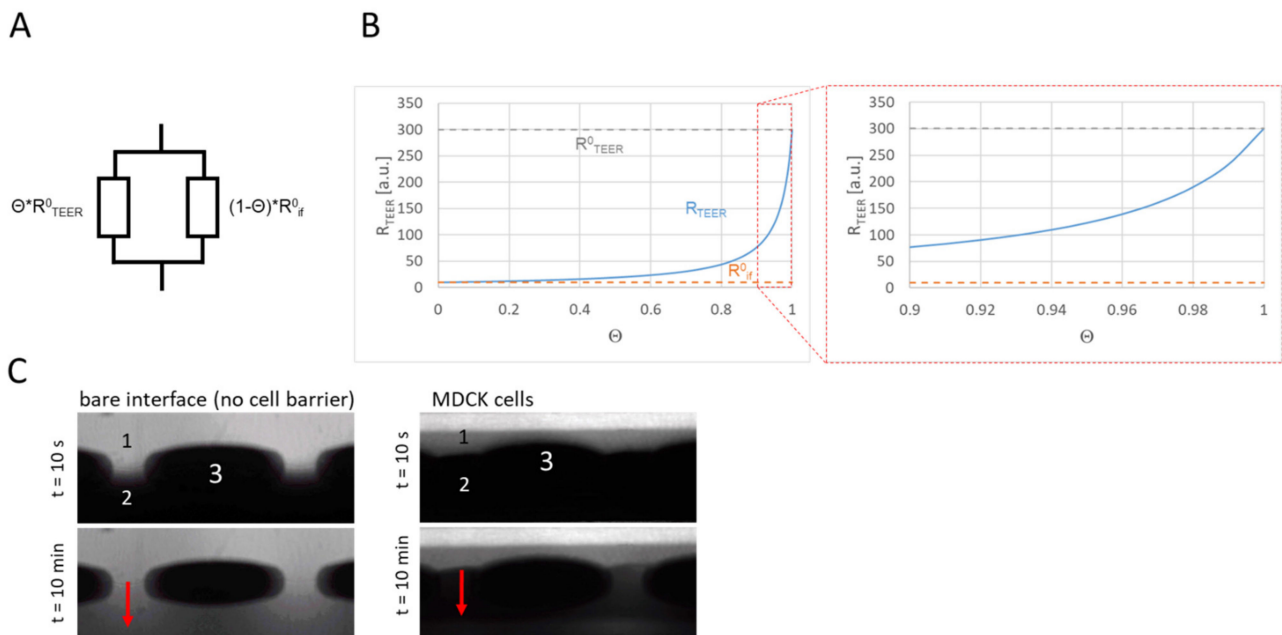 A
Θ*R⁰TEER
(1-Θ)*R⁰if
B
350
300
250
200
150
100
50
0
RTEER [a.u.]
R⁰TEER
RTEER
R⁰if
0 0.2 0.4 0.6 0.8 1
Θ
350
300
250
200
150
100
50
0
RTEER [a.u.]
0.9 0.92 0.94 0.96 0.98 1
Θ
C
bare interface (no cell barrier)
MDCK cells
t = 10 s
1
2
3
t = 10 s
1
2
3
t = 10 min
t = 10 min